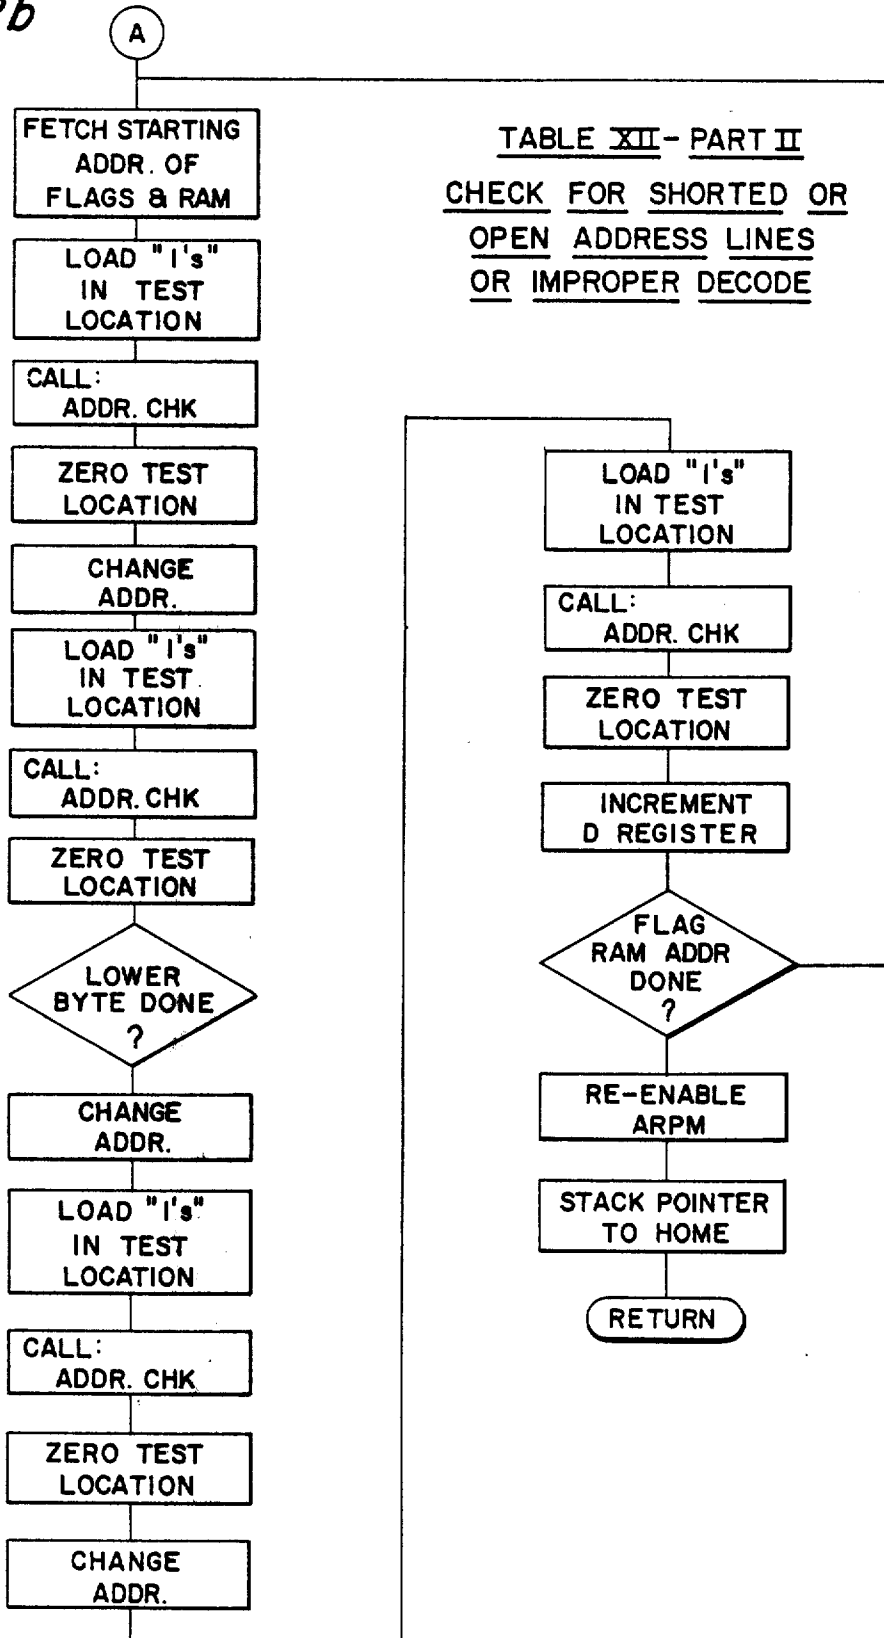 b
A
FETCH STARTING
ADDR. OF
FLAGS & RAM
LOAD "1's"
IN TEST
LOCATION
CALL:
ADDR. CHK
ZERO TEST
LOCATION
CHANGE
ADDR.
LOAD "1's"
IN TEST
LOCATION
CALL:
ADDR. CHK
ZERO TEST
LOCATION
LOWER
BYTE DONE
?
CHANGE
ADDR.
LOAD "1's"
IN TEST
LOCATION
CALL:
ADDR. CHK
ZERO TEST
LOCATION
CHANGE
ADDR.
TABLE XII - PART II
CHECK FOR SHORTED OR
OPEN ADDRESS LINES
OR IMPROPER DECODE
LOAD "1's"
IN TEST
LOCATION
CALL:
ADDR. CHK
ZERO TEST
LOCATION
INCREMENT
D REGISTER
FLAG
RAM ADDR
DONE
?
RE-ENABLE
ARPM
STACK POINTER
TO HOME
RETURN